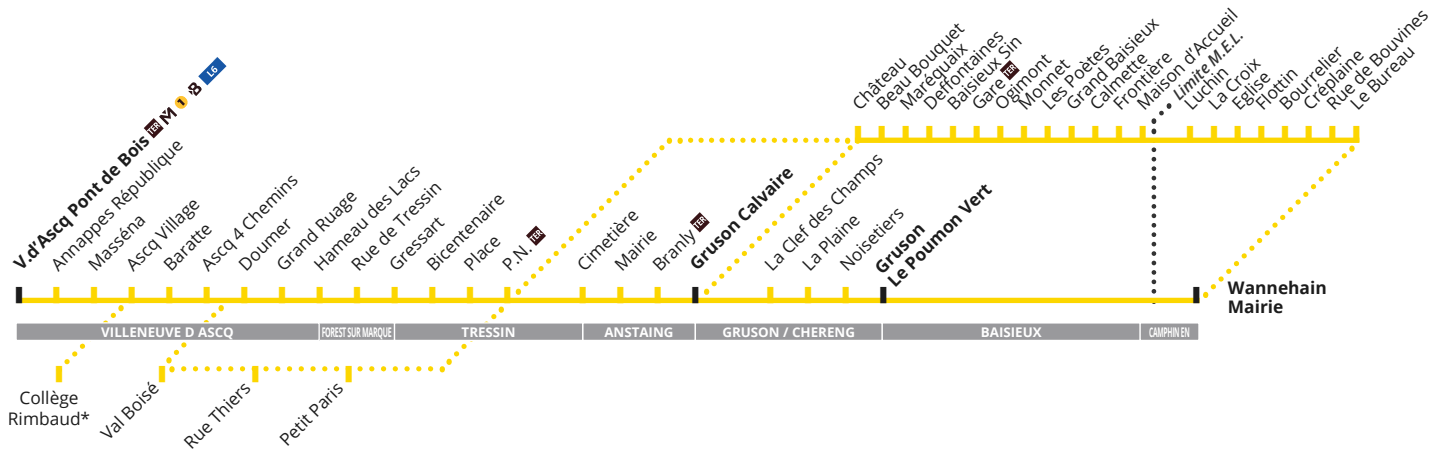 V.d'Ascq Pont de Bois TER M 1 B L6
Annappes République
Masséna
Ascq Village
Baratte
Ascq 4 Chemins
Doumer
Grand Ruage
Hameau des Lacs
Rue de Tressin
Gressart
Bicentenaire
Place
P.N. TER
Cimetière
Mairie
Branly TER
Gruson Calvaire
La Clef des Champs
La Plaine
Noisetiers
Gruson
Le Poumon Vert
Château
Beau Bouquet
Maréquaix
Deffontaines
Baisieux Sin
Gare TER
Ogimont
Monnet
Les Poètes
Grand Baisieux
Calmette
Frontière
Maison d'Accueil
Limite M.E.L.
Luchin
La Croix
Eglise
Flottin
Bourrelier
Créplaine
Rue de Bouvines
Le Bureau
Wannehain
Mairie
VILLENEUVE D ASCQ
FOREST SUR MARQUE
TRESSIN
ANSTAING
GRUSON / CHERENG
BAISIEUX
CAMPHIN EN
Collège
Rimbaud*
Val Boisé
Rue Thiers
Petit Paris